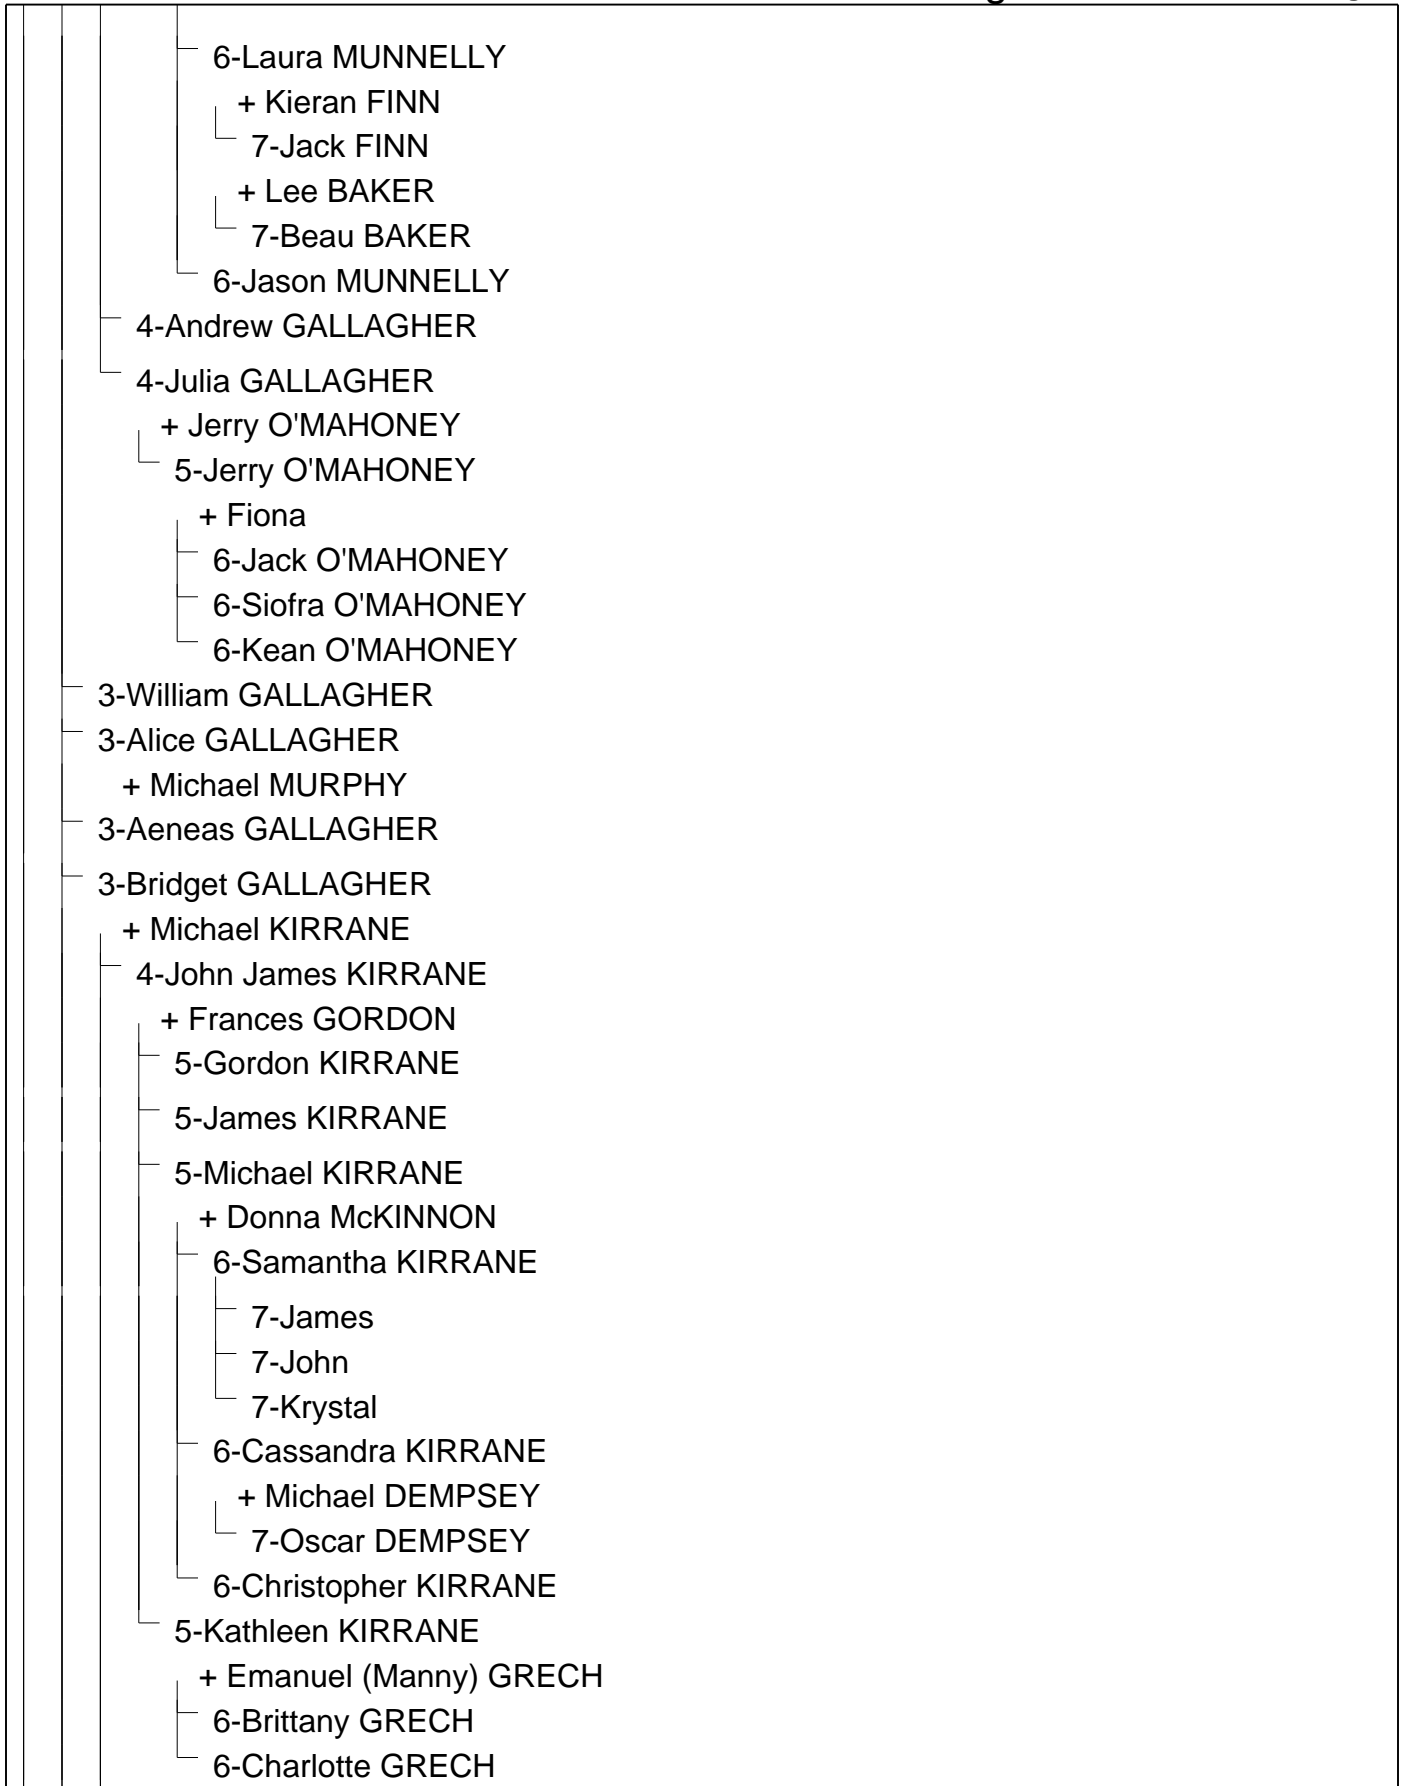 6-Laura MUNNELLY
+ Kieran FINN
7-Jack FINN
+ Lee BAKER
7-Beau BAKER
6-Jason MUNNELLY
4-Andrew GALLAGHER
4-Julia GALLAGHER
+ Jerry O'MAHONEY
5-Jerry O'MAHONEY
+ Fiona
6-Jack O'MAHONEY
6-Siofra O'MAHONEY
6-Kean O'MAHONEY
3-William GALLAGHER
3-Alice GALLAGHER
+ Michael MURPHY
3-Aeneas GALLAGHER
3-Bridget GALLAGHER
+ Michael KIRRANE
4-John James KIRRANE
+ Frances GORDON
5-Gordon KIRRANE
5-James KIRRANE
5-Michael KIRRANE
+ Donna McKINNON
6-Samantha KIRRANE
7-James
7-John
7-Krystal
6-Cassandra KIRRANE
+ Michael DEMPSEY
7-Oscar DEMPSEY
6-Christopher KIRRANE
5-Kathleen KIRRANE
+ Emanuel (Manny) GRECH
6-Brittany GRECH
6-Charlotte GRECH